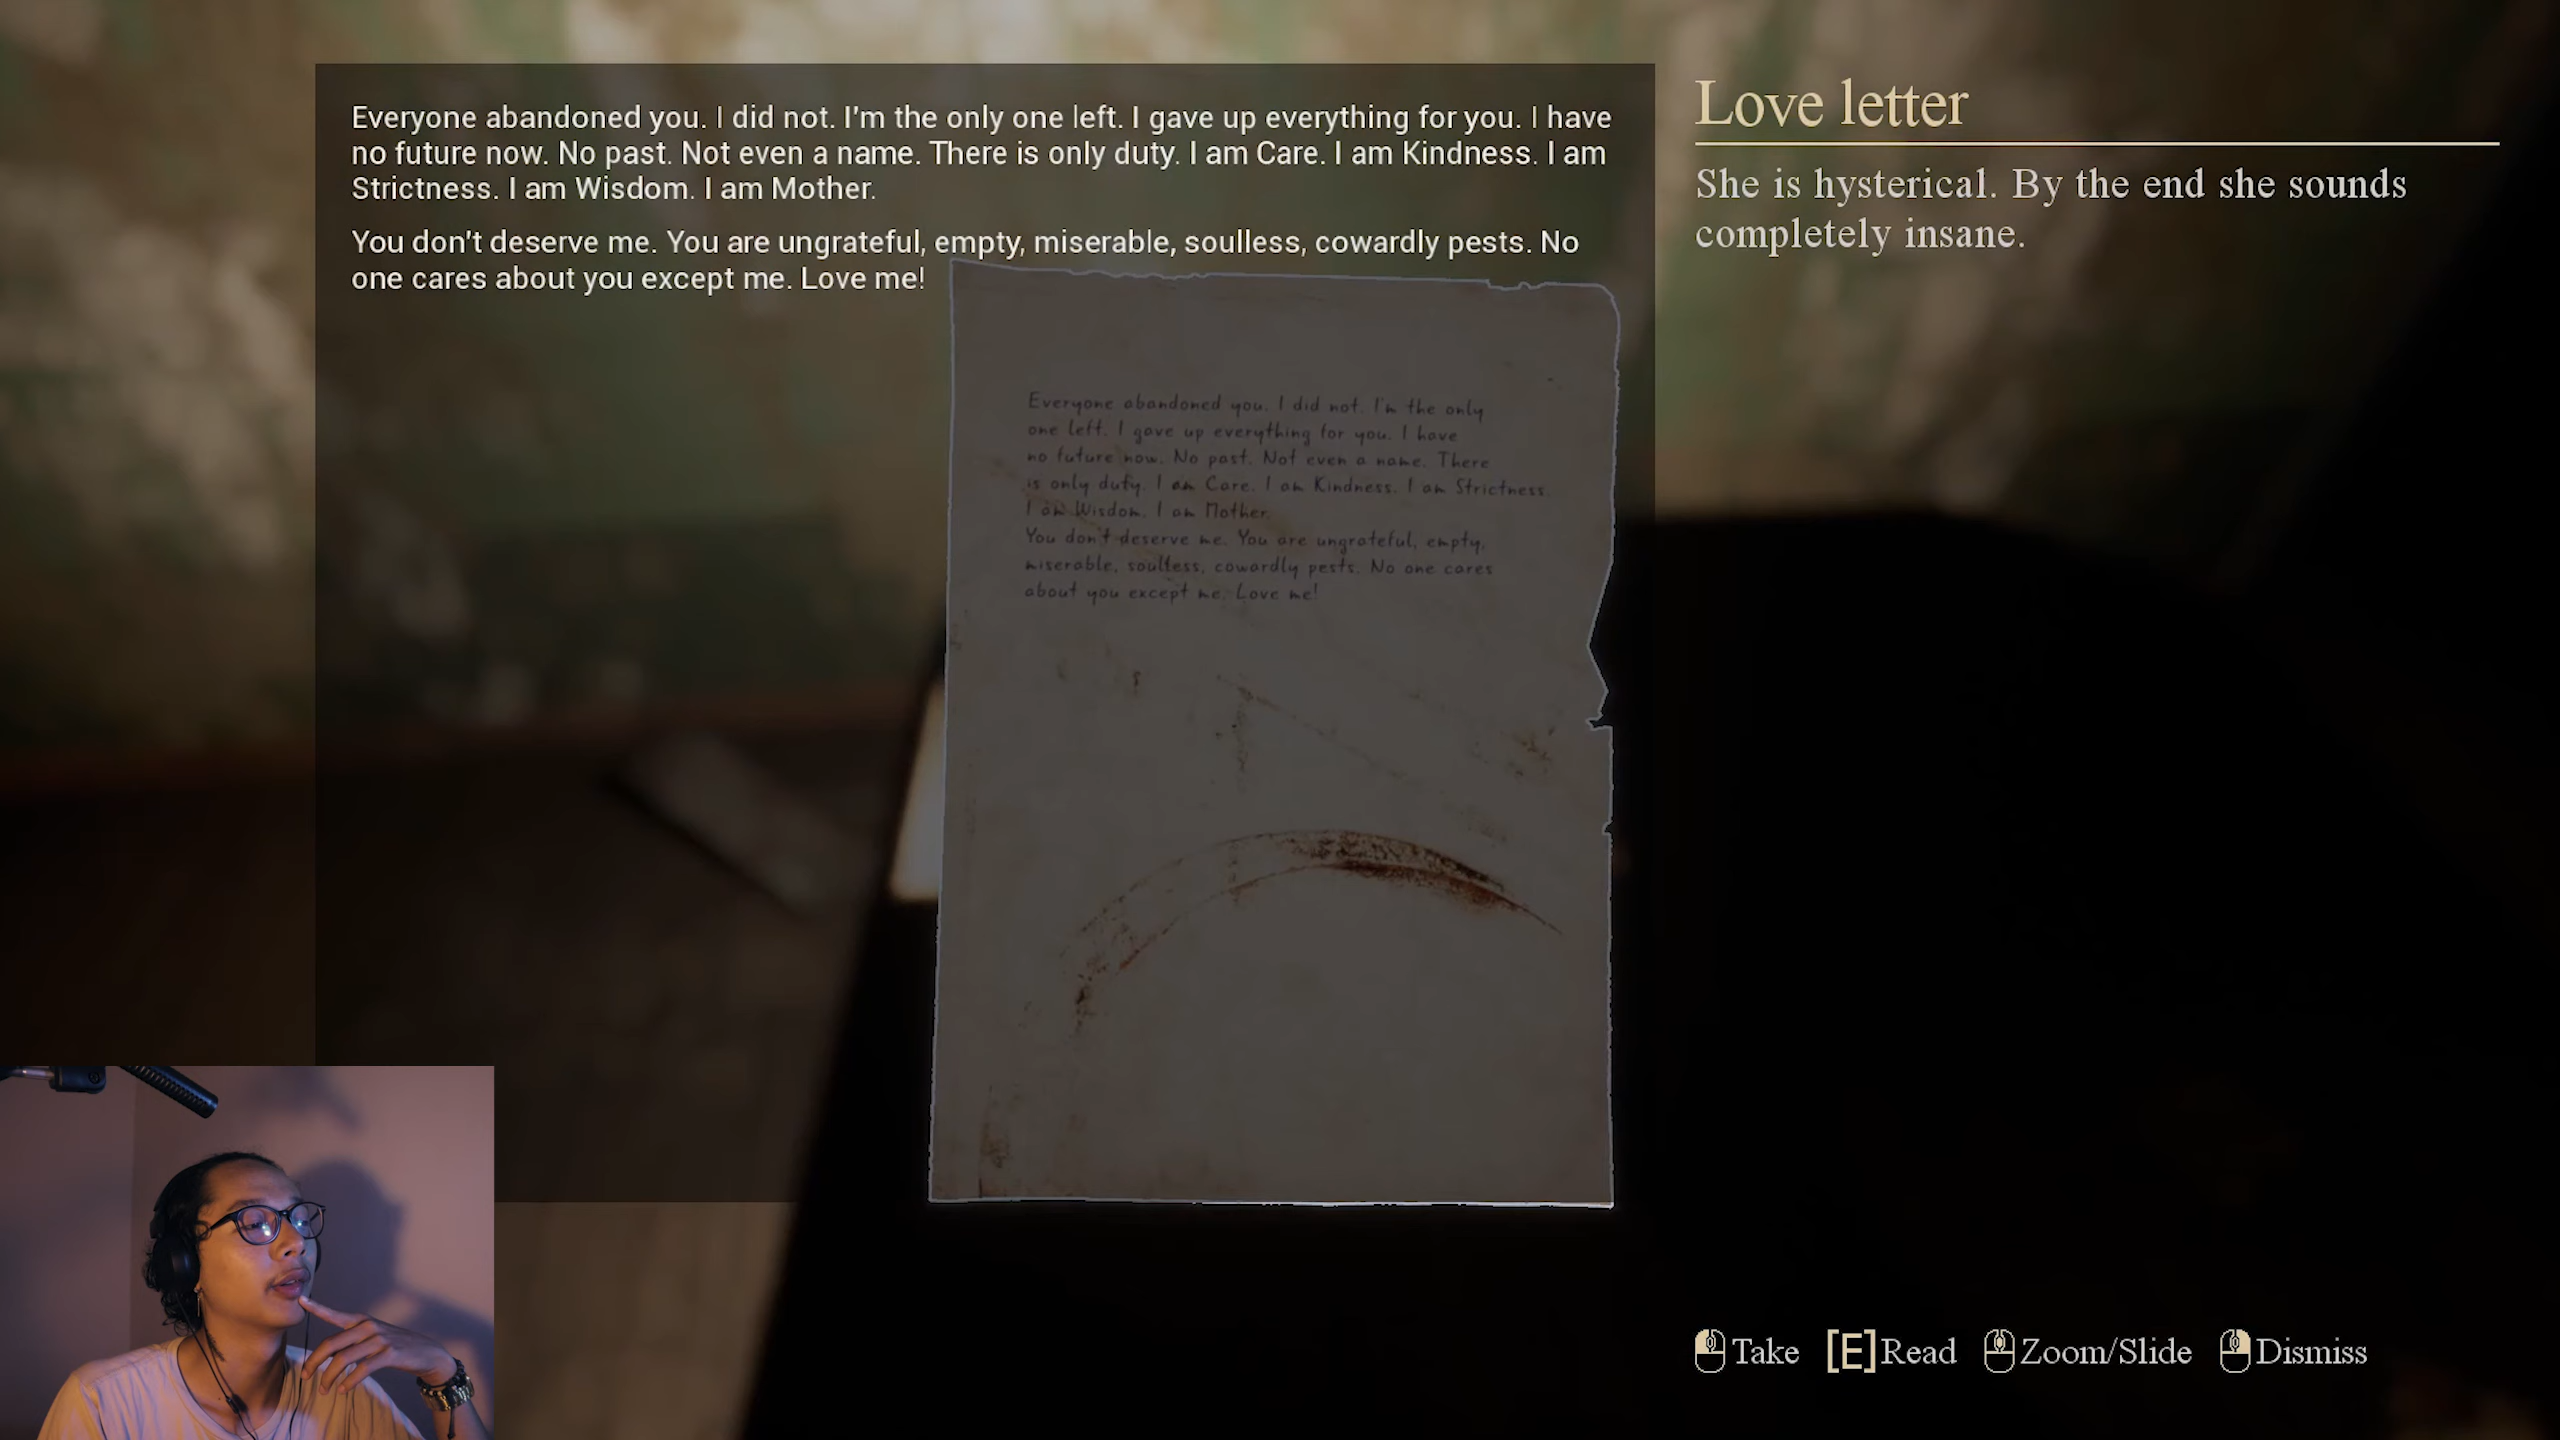 Everyone abandoned you. I did not. I'm the only one left. I gave up everything for you. I have
no future now. No past. Not even a name. There is only duty. I am Care. I am Kindness. I am
Strictness. I am Wisdom. I am Mother.
You don't deserve me. You are ungrateful, empty, miserable, soulless, cowardly pests. No
one cares about you except me. Love me!
Love letter
She is hysterical. By the end she sounds
completely insane.
Everyone abandoned you. I did not. I'm the only
one left. I gave up everything for you. I have
no future now. No past. Not even a name. There
is only duty. I am Care. I am Kindness. I am Strictness.
I am Wisdom. I am Mother.
You don't deserve me. You are ungrateful, empty,
miserable, soulless, cowardly pests. No one cares
about you except me. Love me!
Take [E]Read Zoom/Slide Dismiss